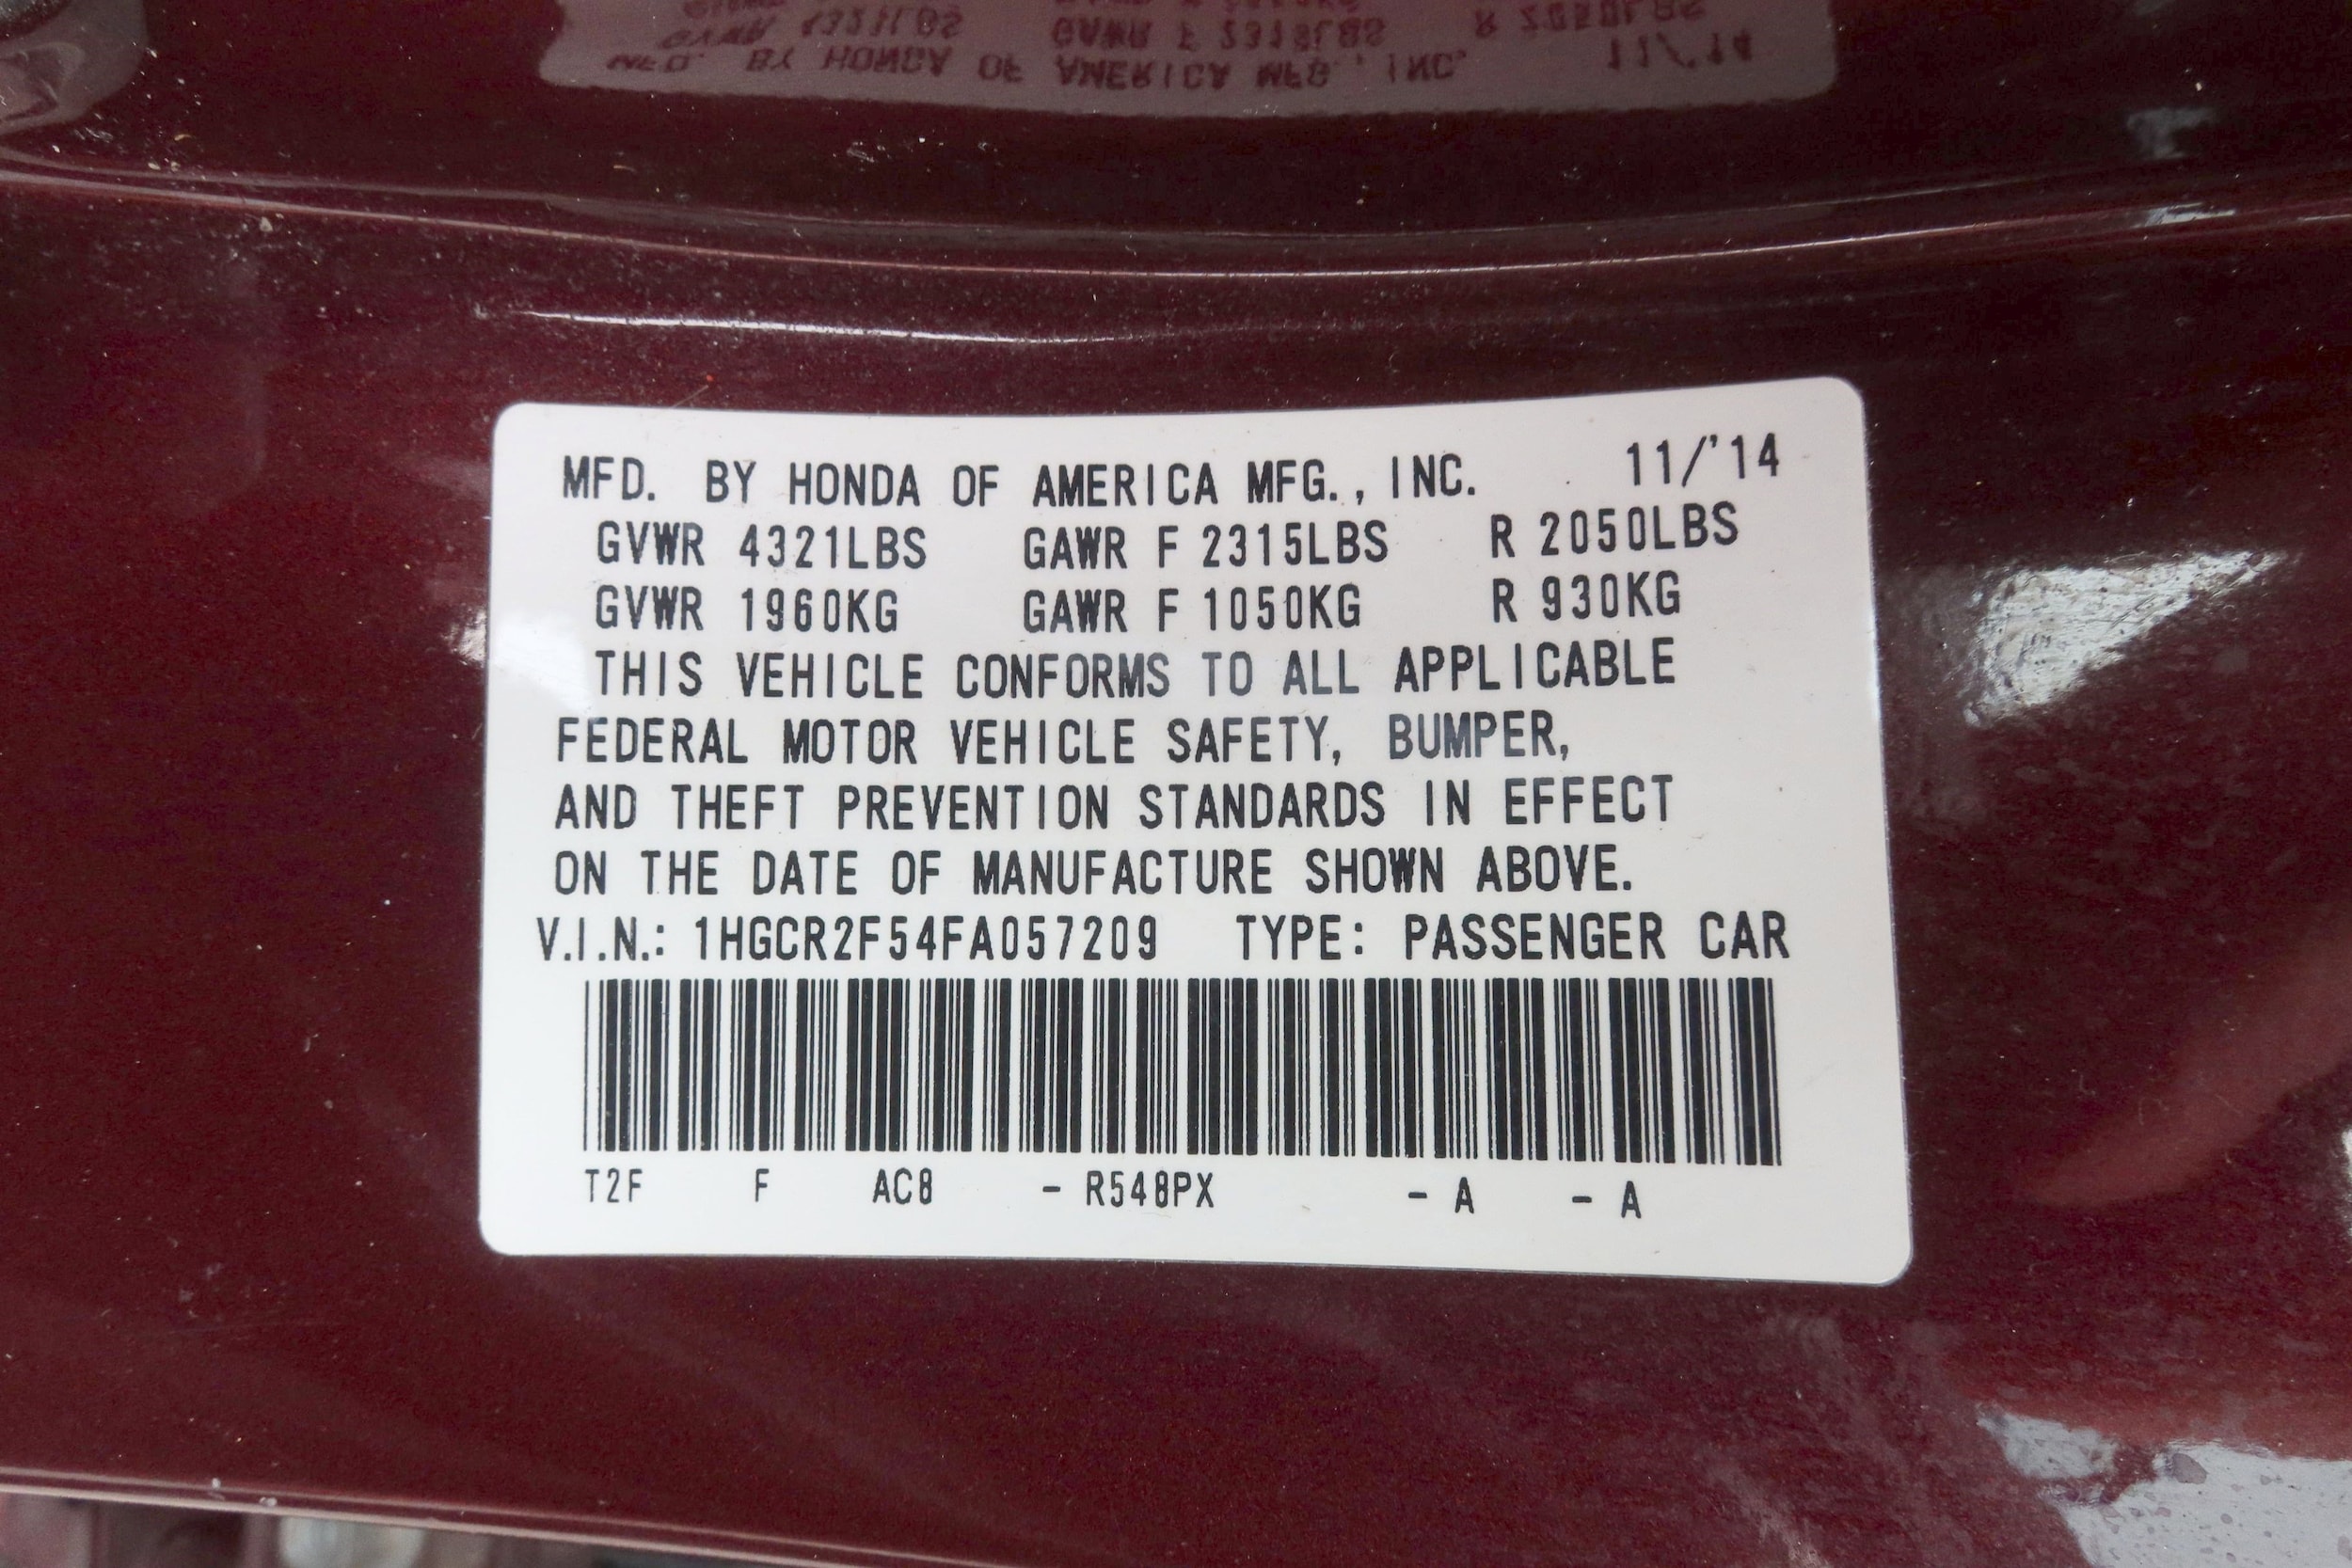 MFD. BY HONDA OF AMERICA MFG., INC. 11/'14
GVWR 4321LBS GAWR F 2315LBS R 2050LBS
GVWR 1960KG GAWR F 1050KG R 930KG
THIS VEHICLE CONFORMS TO ALL APPLICABLE
FEDERAL MOTOR VEHICLE SAFETY, BUMPER,
AND THEFT PREVENTION STANDARDS IN EFFECT
ON THE DATE OF MANUFACTURE SHOWN ABOVE.
V.I.N.: 1HGCR2F54FA057209 TYPE: PASSENGER CAR
T2F F AC8 - R548PX - A - A